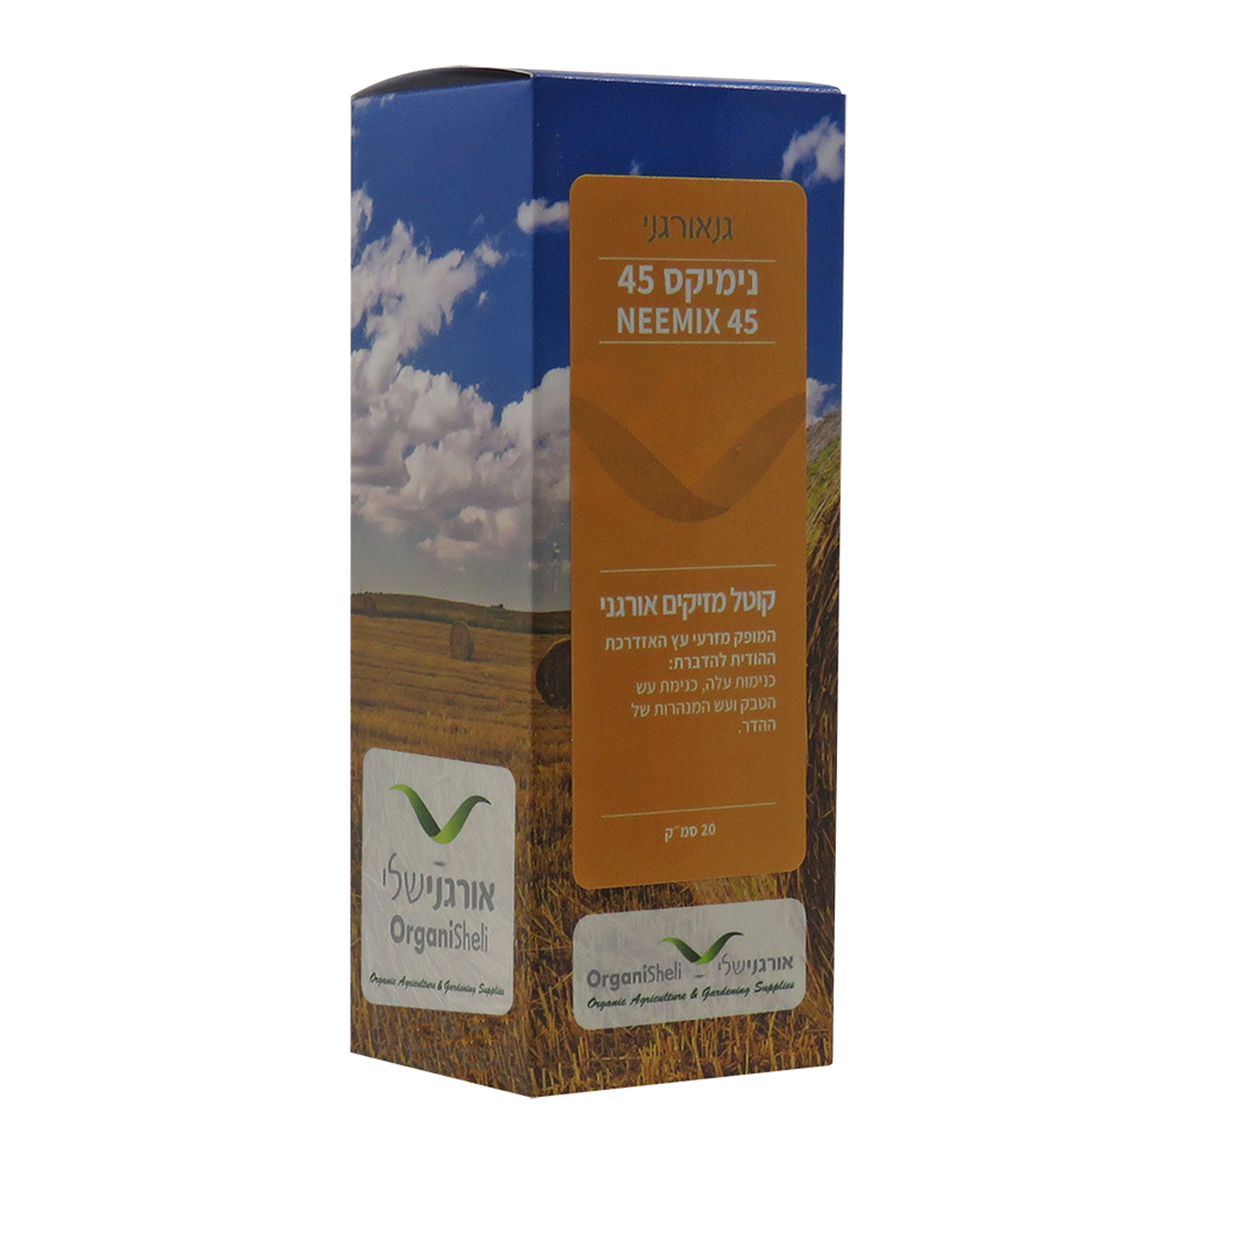 גנאורגני
נימיקס 45
NEEMIX 45
קוטל מזיקים אורגני
המופק מזרעי עץ האזדרכת
ההודית להדברת:
כנימות עלה, כנימת עש
הטבק ועש המנהרות של
ההדר.
20 סמ״ק
אורגנישלי
OrganiSheli
Organic Agriculture & Gardening Supplies
OrganiSheli אורגנישלי
Organic Agriculture & Gardening Supplies